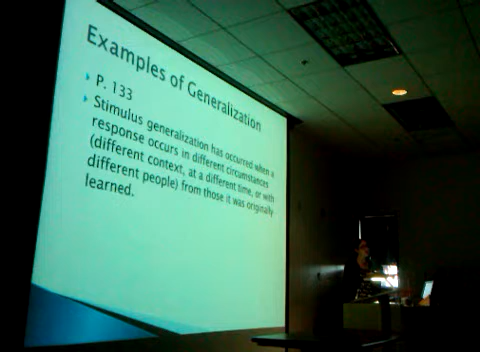 Examples of Generalization
P. 133
Stimulus generalization has occurred when a
response occurs in different circumstances
(different context, at a different time, or with
different people) from those it was originally
learned.